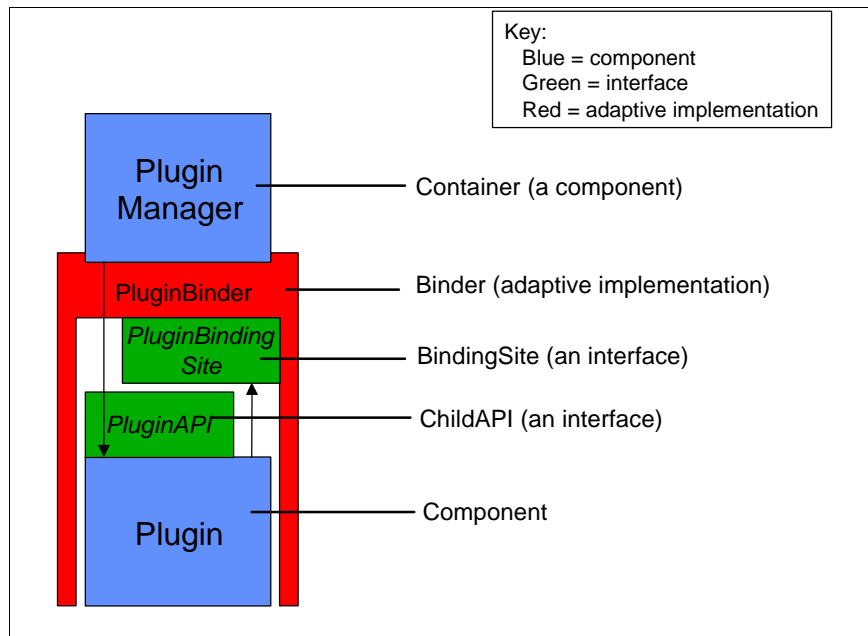 Key:
Blue = component
Green = interface
Red = adaptive implementation
Plugin
Manager
Container (a component)
PluginBinder
Binder (adaptive implementation)
PluginBinding
Site
BindingSite (an interface)
PluginAPI
ChildAPI (an interface)
Plugin
Component